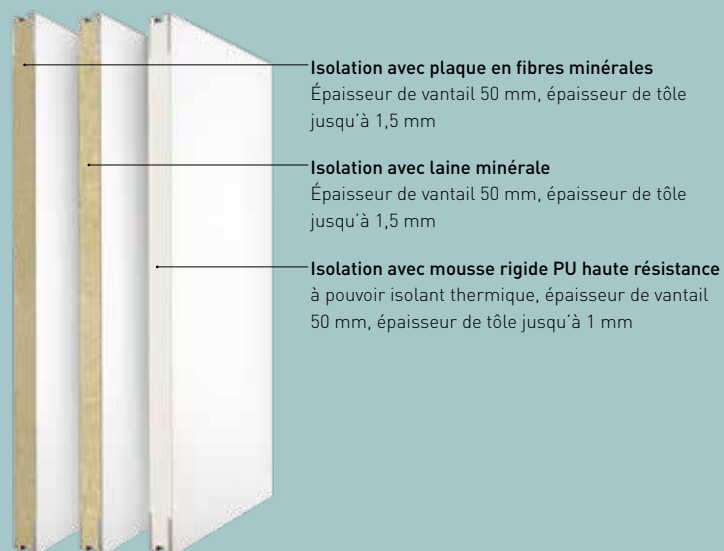 Isolation avec plaque en fibres minérales
Épaisseur de vantail 50 mm, épaisseur de tôle
jusqu'à 1,5 mm
Isolation avec laine minérale
Épaisseur de vantail 50 mm, épaisseur de tôle
jusqu'à 1,5 mm
Isolation avec mousse rigide PU haute résistance
à pouvoir isolant thermique, épaisseur de vantail
50 mm, épaisseur de tôle jusqu'à 1 mm